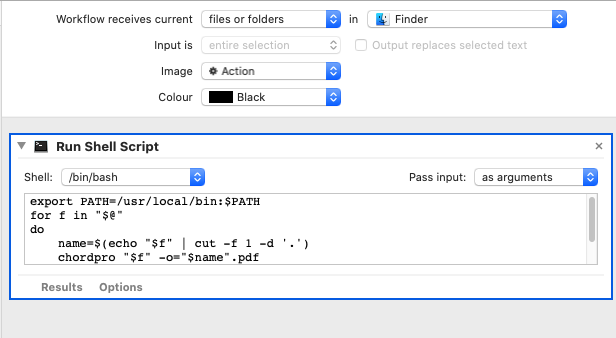 Workflow receives current files or folders in Finder
Input is entire selection Output replaces selected text
Image Action
Colour Black
Run Shell Script ×
Shell: /bin/bash Pass input: as arguments
export PATH=/usr/local/bin:$PATH
for f in "$@"
do
name=$(echo "$f" | cut -f 1 -d '.')
chordpro "$f" -o="$name".pdf
Results Options